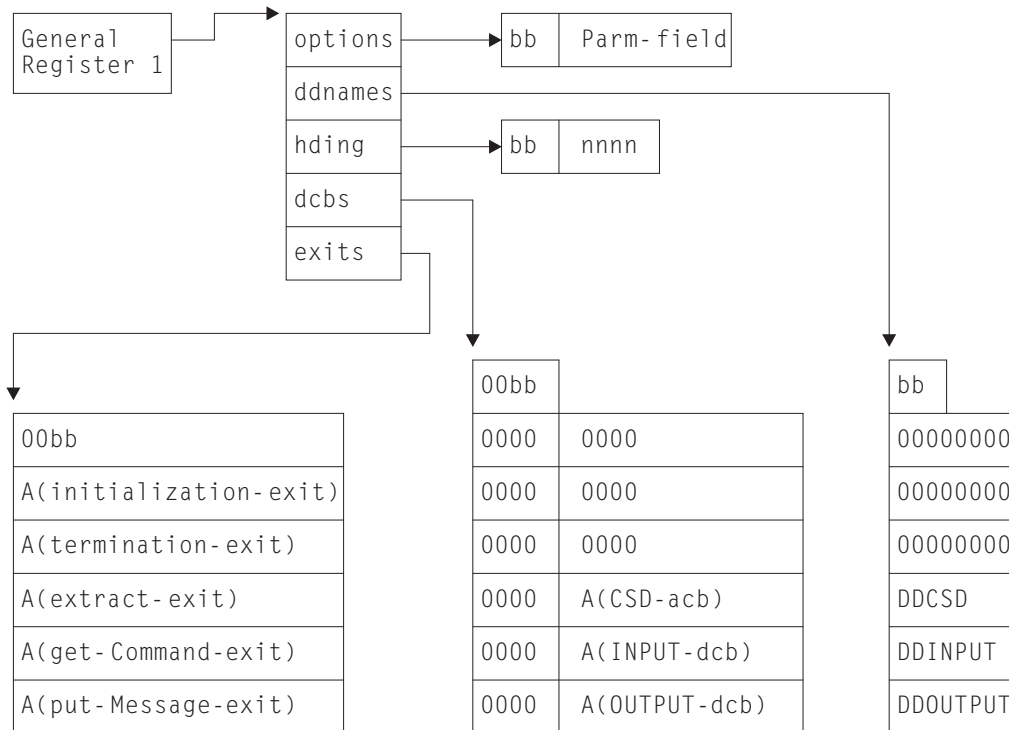 General
Register 1
options
bb Parm-field
ddnames
hding
bb nnnn
dcbs
exits
00bb
A(initialization-exit)
A(termination-exit)
A(extract-exit)
A(get-Command-exit)
A(put-Message-exit)
00bb
0000 0000
0000 0000
0000 0000
0000 A(CSD-acb)
0000 A(INPUT-dcb)
0000 A(OUTPUT-dcb)
bb
00000000
00000000
00000000
DDCSD
DDINPUT
DDOUTPUT